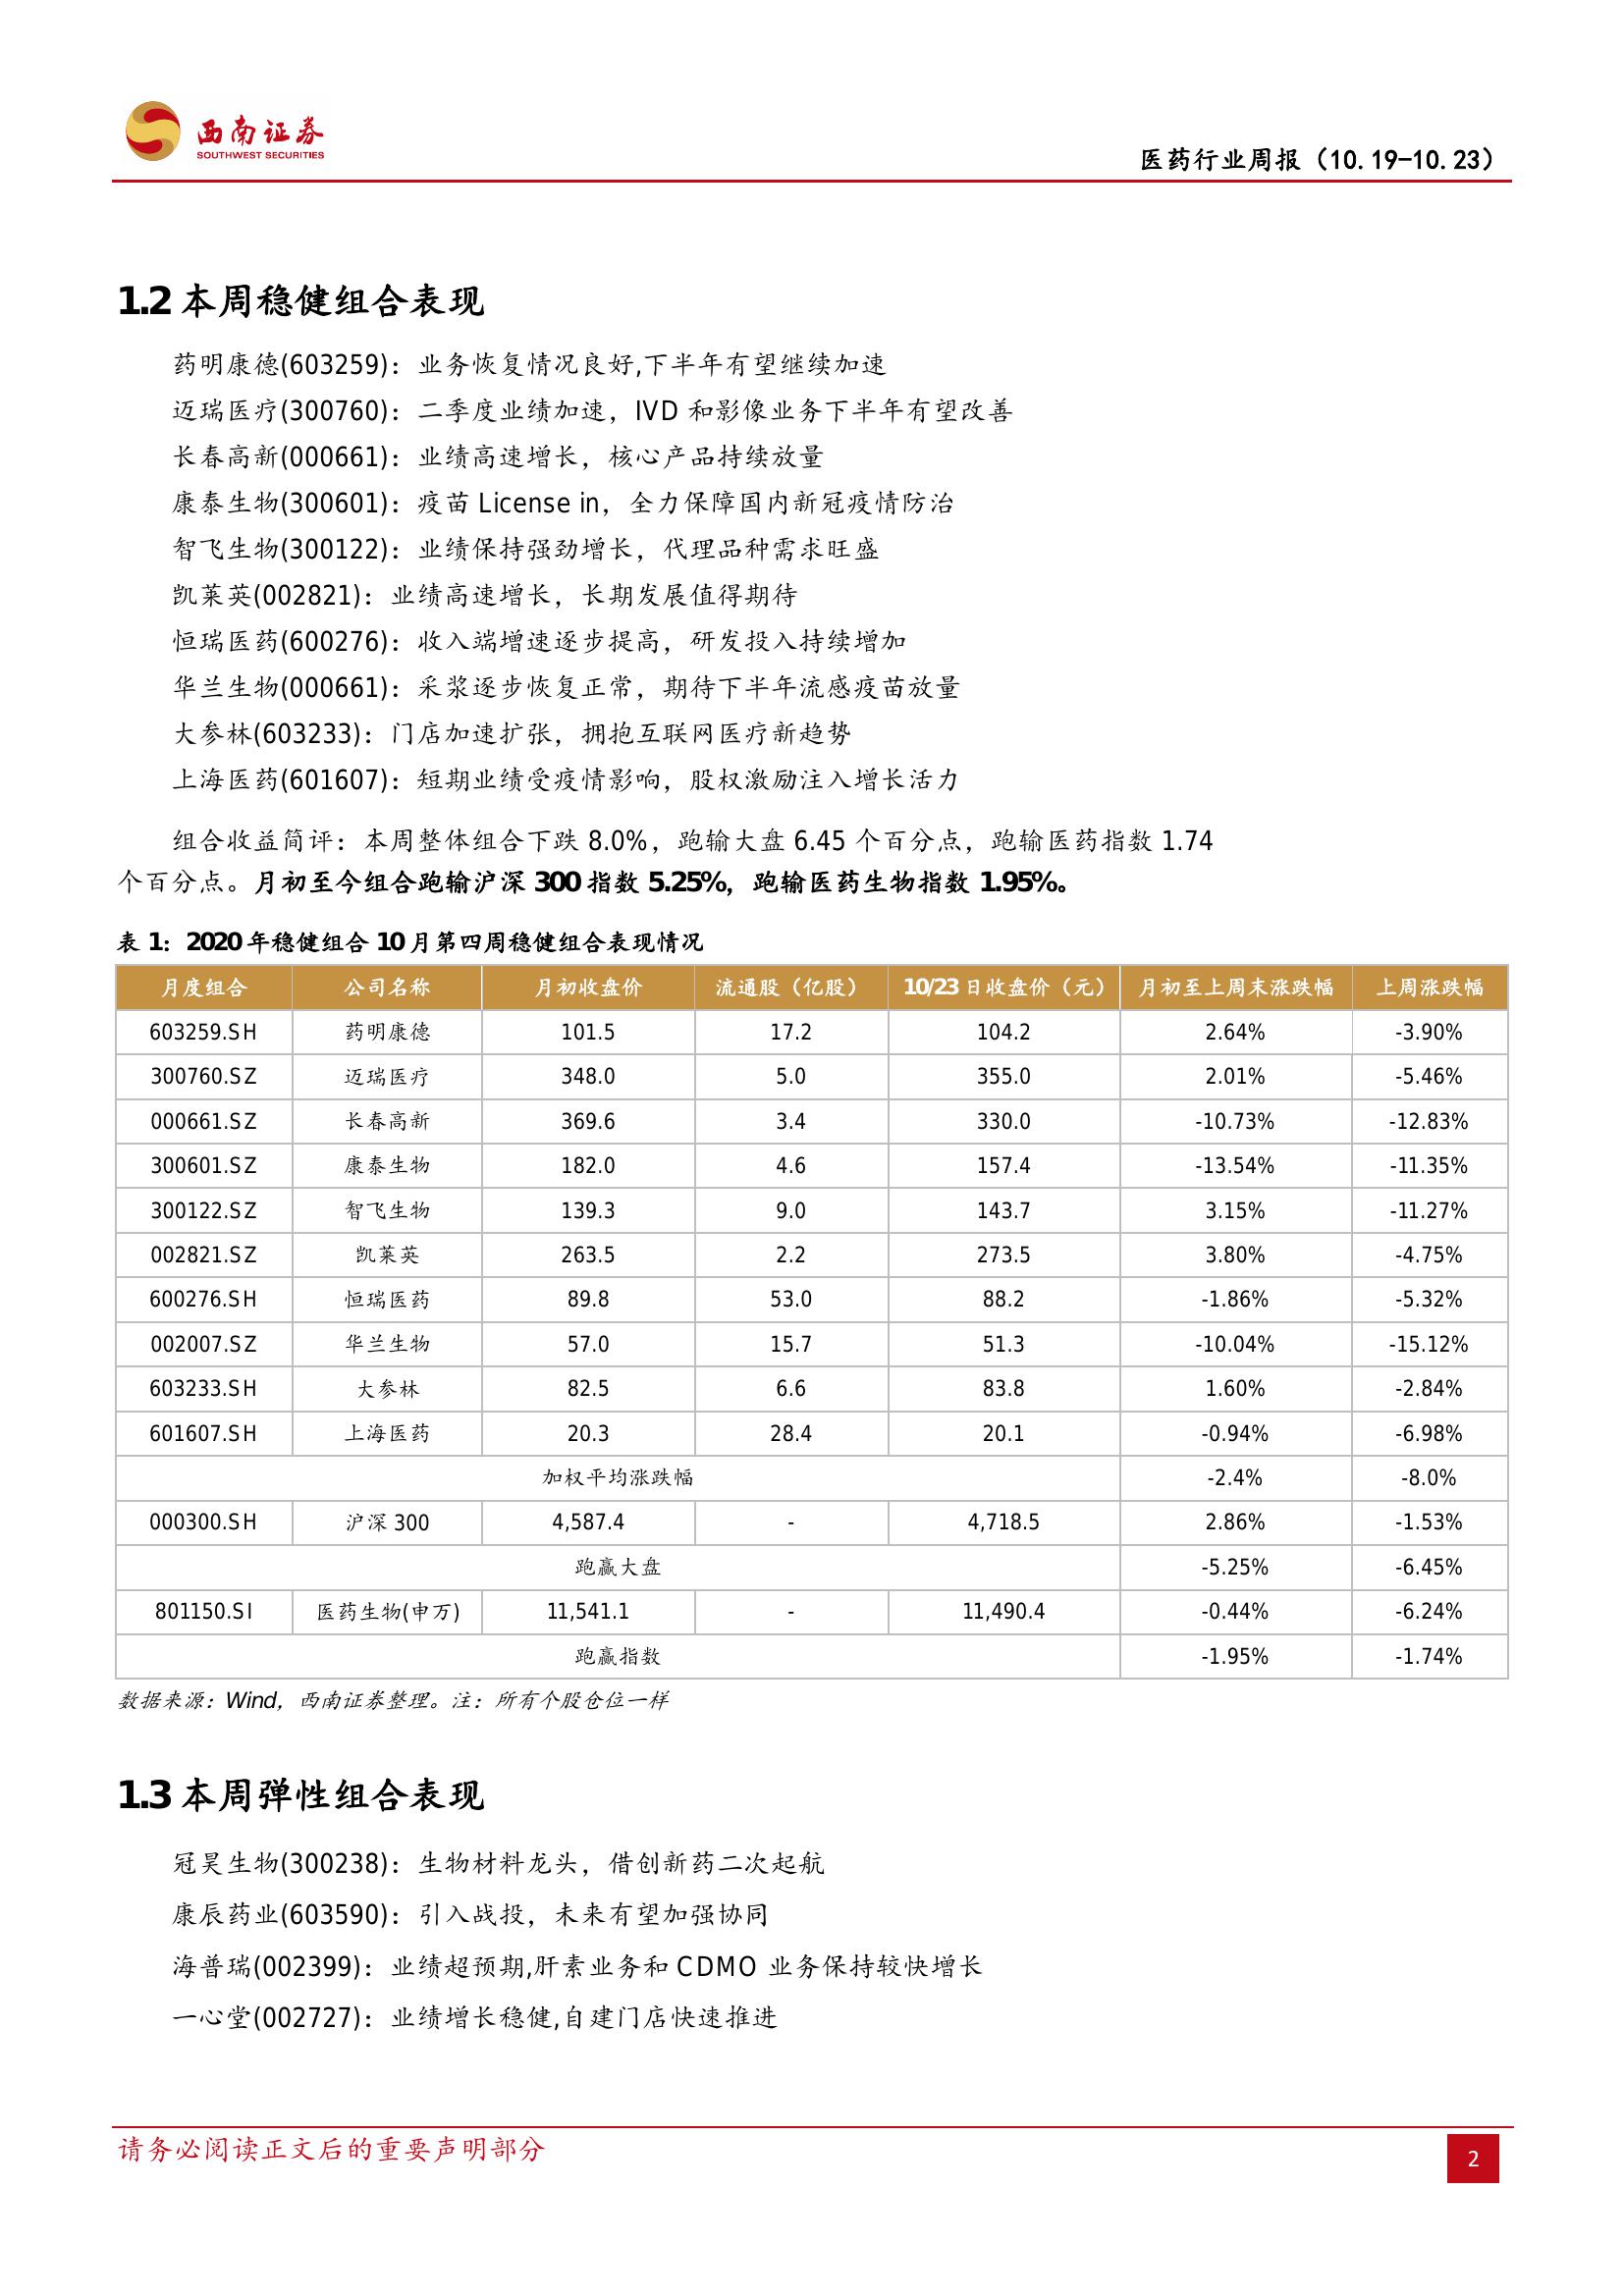 西南证券
SOUTHWEST SECURITIES
医药行业周报（10.19-10.23）
1.2 本周稳健组合表现
药明康德(603259)：业务恢复情况良好,下半年有望继续加速
迈瑞医疗(300760)：二季度业绩加速，IVD 和影像业务下半年有望改善
长春高新(000661)：业绩高速增长，核心产品持续放量
康泰生物(300601)：疫苗 License in，全力保障国内新冠疫情防治
智飞生物(300122)：业绩保持强劲增长，代理品种需求旺盛
凯莱英(002821)：业绩高速增长，长期发展值得期待
恒瑞医药(600276)：收入端增速逐步提高，研发投入持续增加
华兰生物(000661)：采浆逐步恢复正常，期待下半年流感疫苗放量
大参林(603233)：门店加速扩张，拥抱互联网医疗新趋势
上海医药(601607)：短期业绩受疫情影响，股权激励注入增长活力
组合收益简评：本周整体组合下跌 8.0%，跑输大盘 6.45 个百分点，跑输医药指数 1.74
个百分点。月初至今组合跑输沪深 300 指数 5.25%，跑输医药生物指数 1.95%。
表 1：2020 年稳健组合 10 月第四周稳健组合表现情况
月度组合 公司名称 月初收盘价 流通股（亿股） 10/23 日收盘价（元） 月初至上周末涨跌幅 上周涨跌幅
603259.SH 药明康德 101.5 17.2 104.2 2.64% -3.90%
300760.SZ 迈瑞医疗 348.0 5.0 355.0 2.01% -5.46%
000661.SZ 长春高新 369.6 3.4 330.0 -10.73% -12.83%
300601.SZ 康泰生物 182.0 4.6 157.4 -13.54% -11.35%
300122.SZ 智飞生物 139.3 9.0 143.7 3.15% -11.27%
002821.SZ 凯莱英 263.5 2.2 273.5 3.80% -4.75%
600276.SH 恒瑞医药 89.8 53.0 88.2 -1.86% -5.32%
002007.SZ 华兰生物 57.0 15.7 51.3 -10.04% -15.12%
603233.SH 大参林 82.5 6.6 83.8 1.60% -2.84%
601607.SH 上海医药 20.3 28.4 20.1 -0.94% -6.98%
加权平均涨跌幅 -2.4% -8.0%
000300.SH 沪深 300 4,587.4 - 4,718.5 2.86% -1.53%
跑赢大盘 -5.25% -6.45%
801150.SI 医药生物(申万) 11,541.1 - 11,490.4 -0.44% -6.24%
跑赢指数 -1.95% -1.74%
数据来源：Wind，西南证券整理。注：所有个股仓位一样
1.3 本周弹性组合表现
冠昊生物(300238)：生物材料龙头，借创新药二次起航
康辰药业(603590)：引入战投，未来有望加强协同
海普瑞(002399)：业绩超预期,肝素业务和 CDMO 业务保持较快增长
一心堂(002727)：业绩增长稳健,自建门店快速推进
请务必阅读正文后的重要声明部分
2